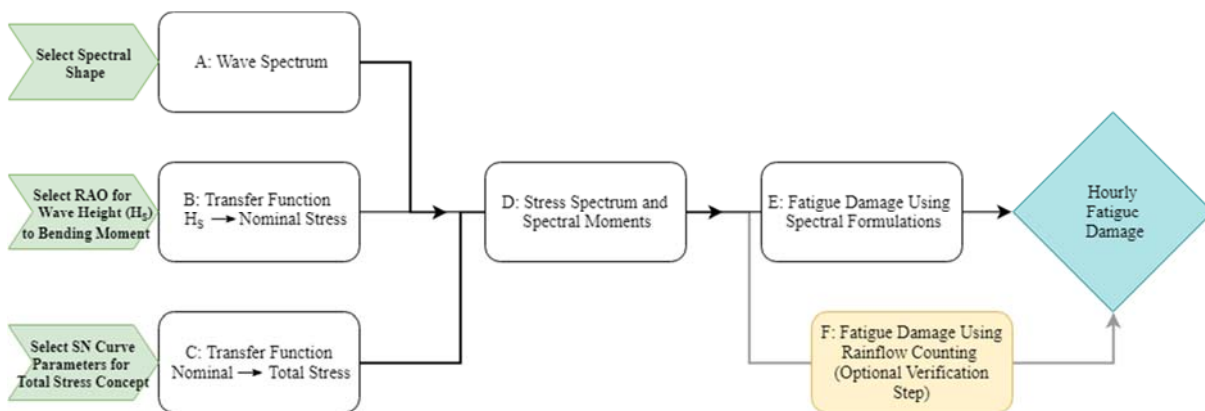 Select Spectral
Shape
A: Wave Spectrum
Select RAO for
Wave Height (HS)
to Bending Moment
B: Transfer Function
HS → Nominal Stress
Select SN Curve
Parameters for
Total Stress Concept
C: Transfer Function
Nominal → Total Stress
D: Stress Spectrum and
Spectral Moments
E: Fatigue Damage Using
Spectral Formulations
F: Fatigue Damage Using
Rainflow Counting
(Optional Verification
Step)
Hourly
Fatigue
Damage